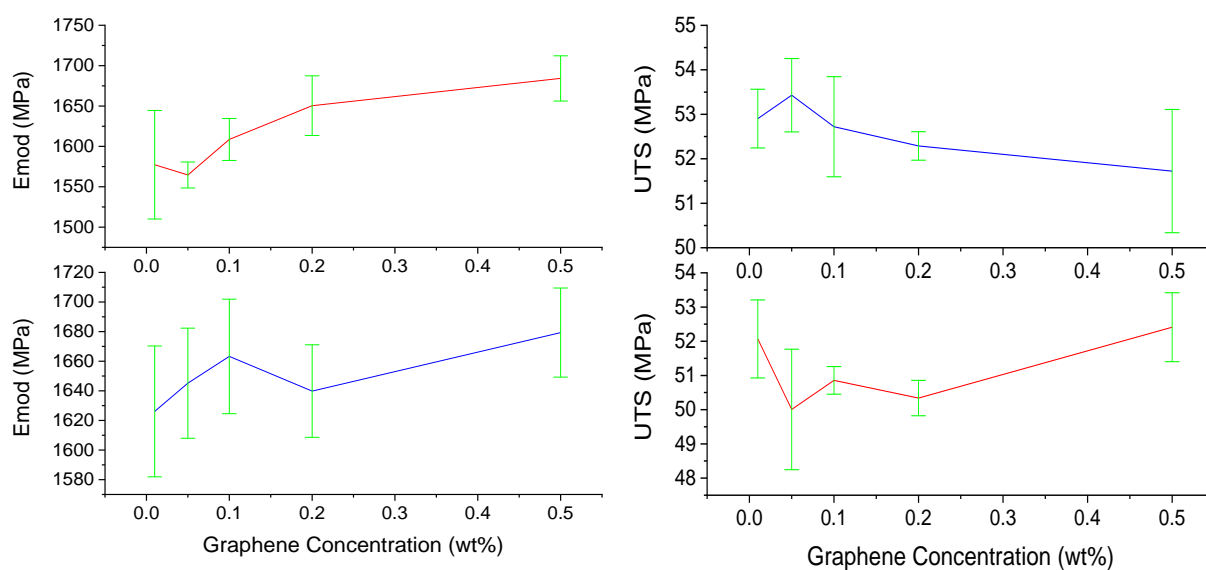 1750
1700
1650
1600
1550
1500
Emod (MPa)
0.0 0.1 0.2 0.3 0.4 0.5
55
54
53
52
51
50
UTS (MPa)
0.0 0.1 0.2 0.3 0.4 0.5
1720
1700
1680
1660
1640
1620
1600
1580
Emod (MPa)
0.0 0.1 0.2 0.3 0.4 0.5
Graphene Concentration (wt%)
54
53
52
51
50
49
48
UTS (MPa)
0.0 0.1 0.2 0.3 0.4 0.5
Graphene Concentration (wt%)